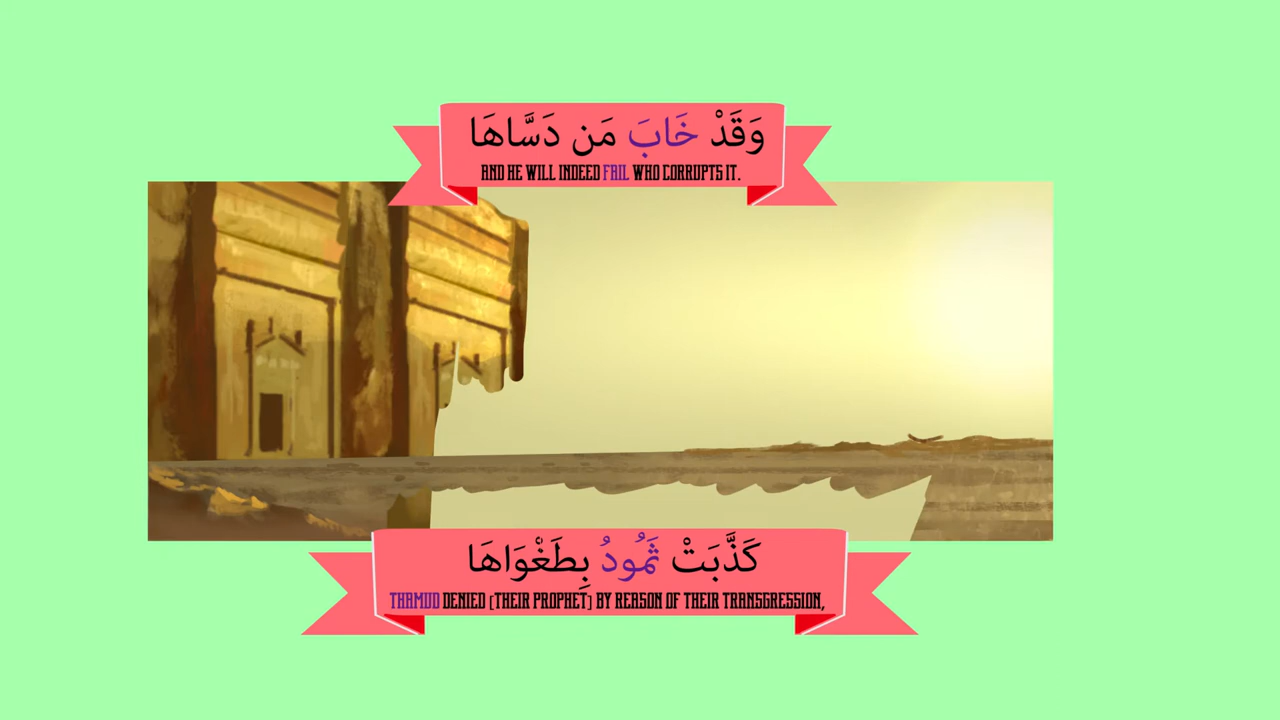 وَقَدْ خَابَ مَن دَسَّاهَا
AND HE WILL INDEED FAIL WHO CORRUPTS IT.
كَذَّبَتْ ثَمُودُ بِطَغْوَاهَا
THAMUD DENIED [THEIR PROPHET] BY REASON OF THEIR TRANSGRESSION,